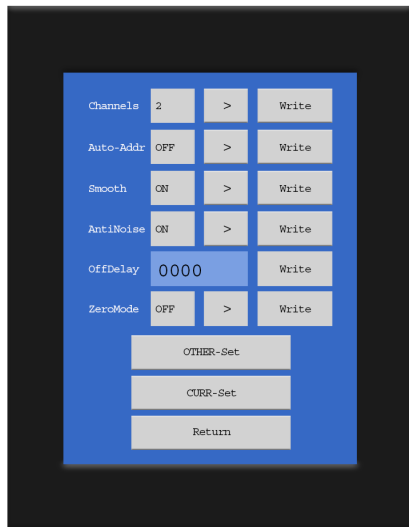 Channels 2 > Write
Auto-Addr OFF > Write
Smooth ON > Write
AntiNoise ON > Write
OffDelay 0000 Write
ZeroMode OFF > Write
OTHER-Set
CURR-Set
Return